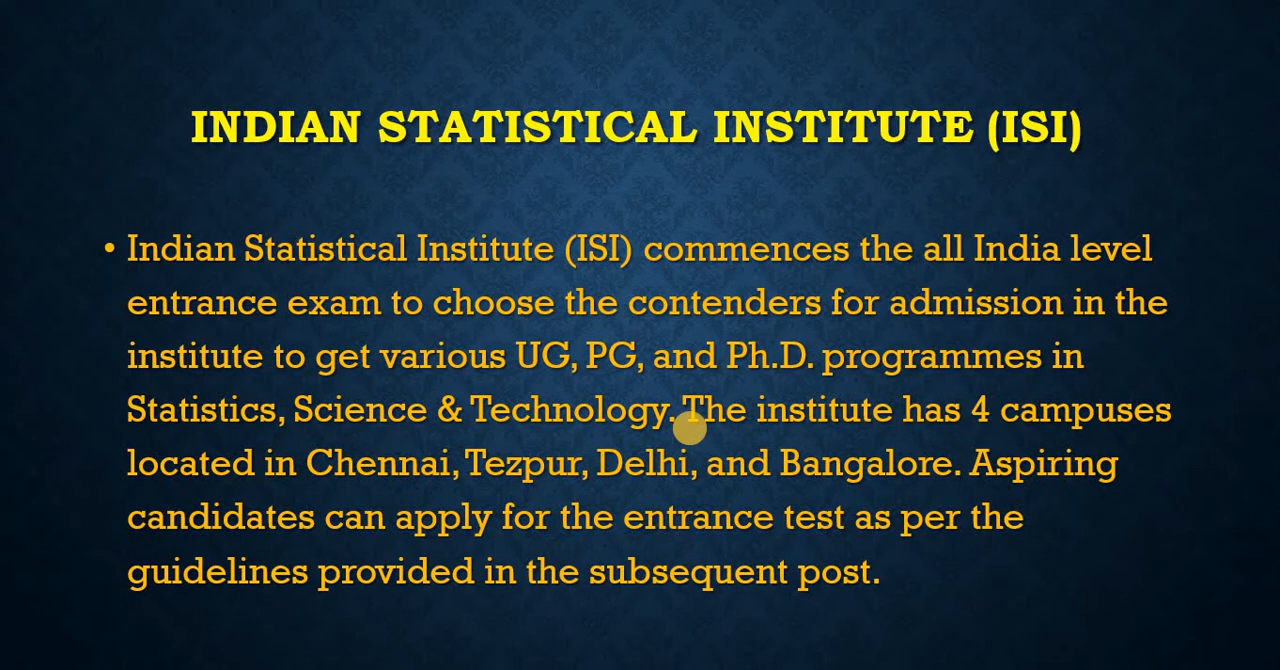 INDIAN STATISTICAL INSTITUTE (ISI)
• Indian Statistical Institute (ISI) commences the all India level
entrance exam to choose the contenders for admission in the
institute to get various UG, PG, and Ph.D. programmes in
Statistics, Science & Technology. The institute has 4 campuses
located in Chennai, Tezpur, Delhi, and Bangalore. Aspiring
candidates can apply for the entrance test as per the
guidelines provided in the subsequent post.